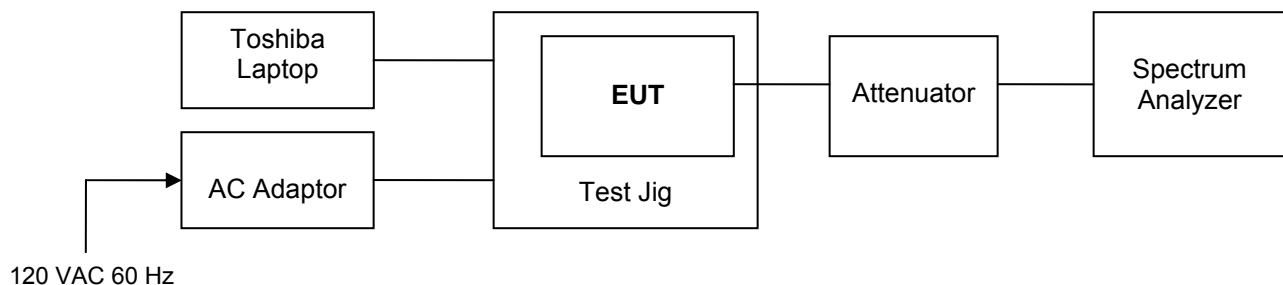 Toshiba
Laptop
EUT
Attenuator
Spectrum
Analyzer
AC Adaptor
Test Jig
120 VAC 60 Hz